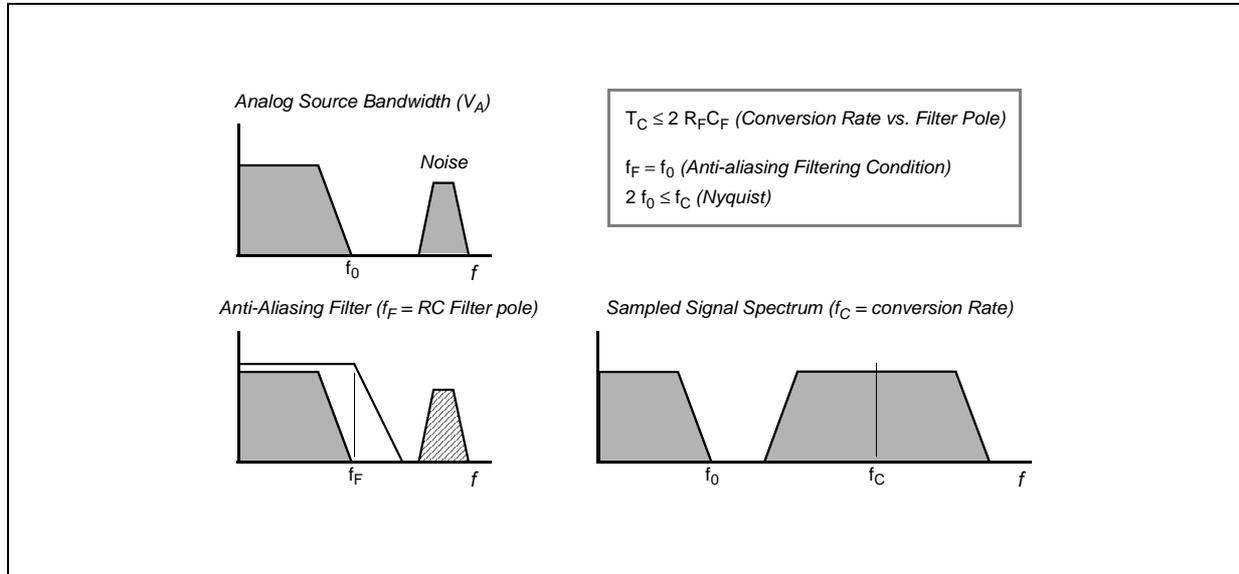 Analog Source Bandwidth (V_A)
Noise
f_0
f
T_C ≤ 2 R_FC_F (Conversion Rate vs. Filter Pole)
f_F = f_0 (Anti-aliasing Filtering Condition)
2 f_0 ≤ f_C (Nyquist)
Anti-Aliasing Filter (f_F = RC Filter pole)
f_F
f
Sampled Signal Spectrum (f_C = conversion Rate)
f_0
f_C
f